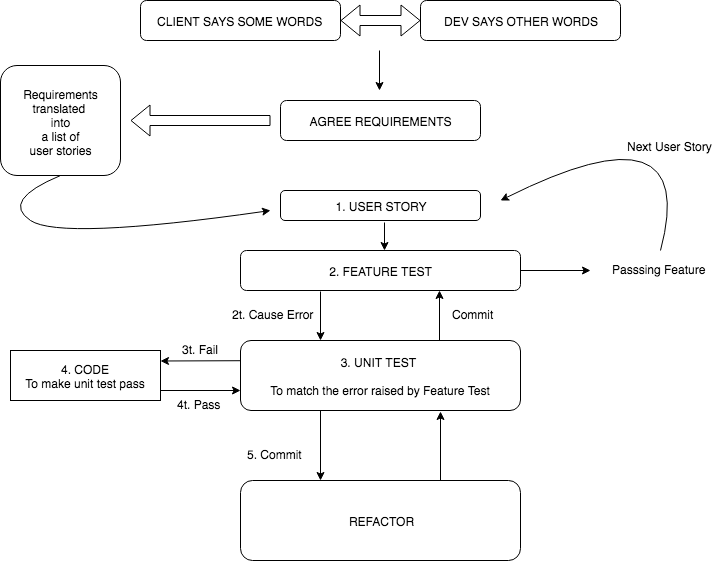 CLIENT SAYS SOME WORDS
DEV SAYS OTHER WORDS
Requirements
translated
into
a list of
user stories
AGREE REQUIREMENTS
Next User Story
1. USER STORY
2. FEATURE TEST
Passsing Feature
2t. Cause Error
Commit
3t. Fail
4. CODE
To make unit test pass
4t. Pass
3. UNIT TEST
To match the error raised by Feature Test
5. Commit
REFACTOR